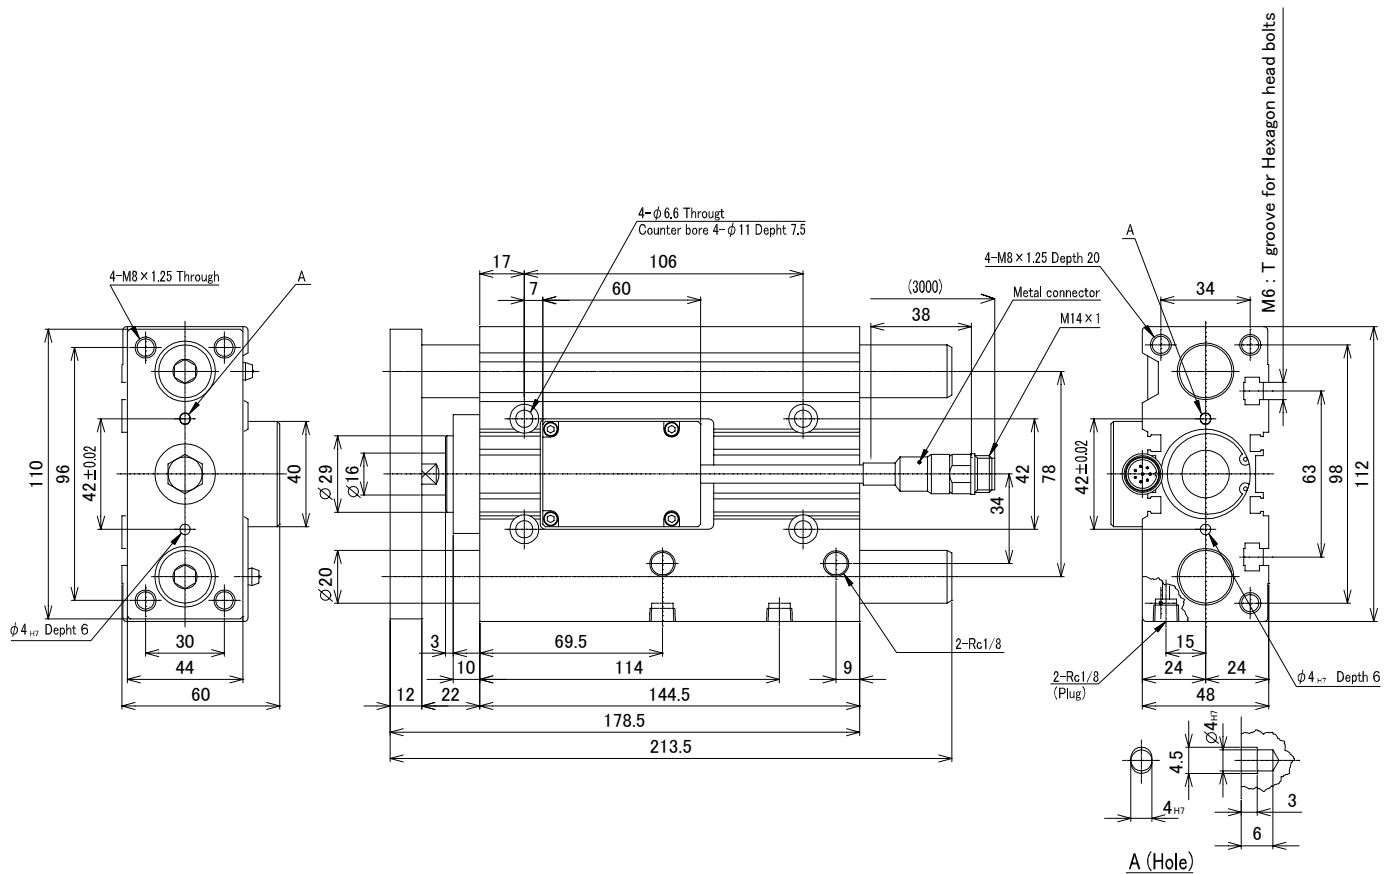 M6 : T groove for Hexagon head bolts
4-φ6.6 Througt
Counter bore 4-φ11 Depht 7.5
17
106
7
60
(3000)
38
4-M8×1.25 Through
A
Metal connector
M14×1
4-M8×1.25 Depth 20
A
34
110
96
42±0.02
40
Ø29
Ø16
Ø20
34
42
78
42±0.02
63
98
112
φ4H7 Depht 6
30
44
60
3
10
69.5
114
9
2-Rc1/8
12
22
144.5
178.5
213.5
15
24
24
48
2-Rc1/8
(Plug)
φ4H7 Depth 6
4.5
Ø4H7
4H7
3
6
A (Hole)